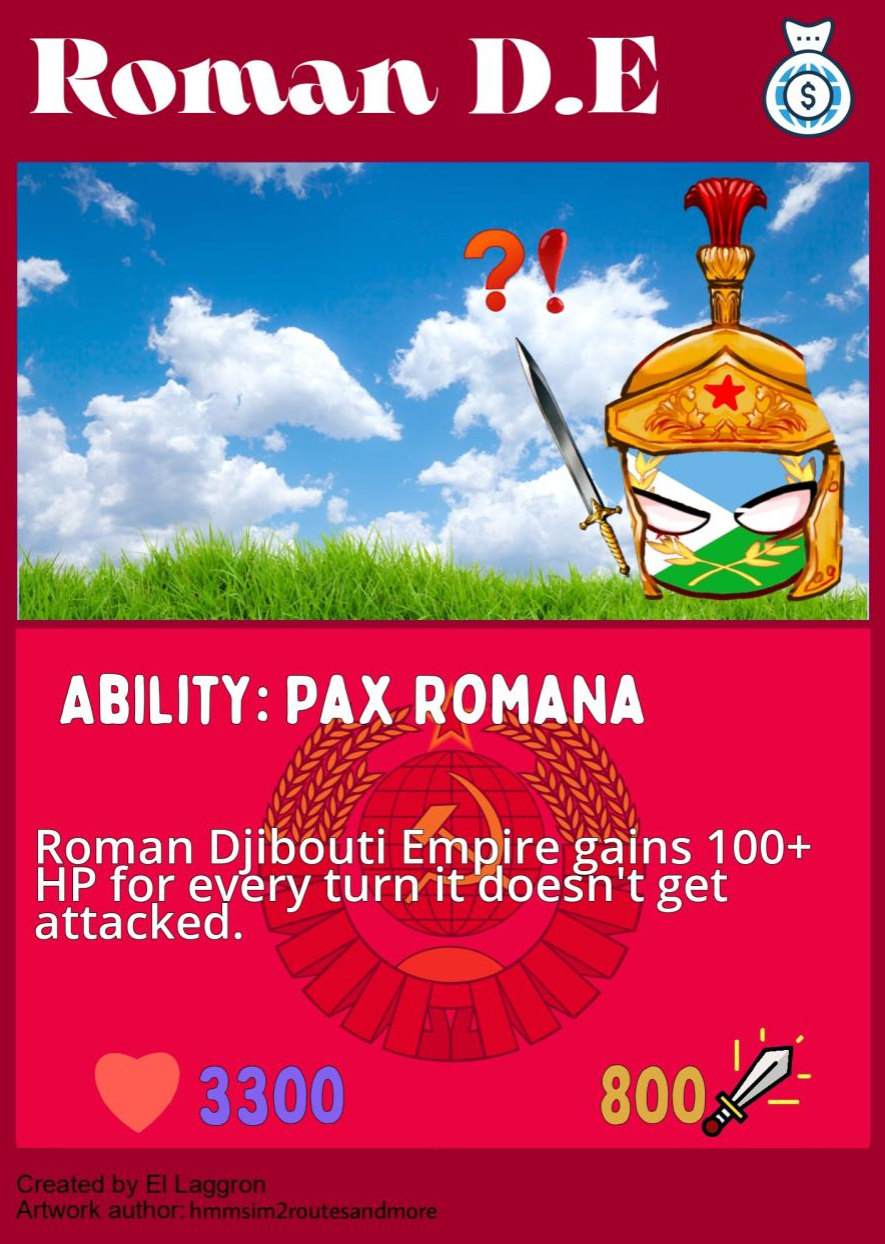 Roman D.E
$
?!
ABILITY: PAX ROMANA
Roman Djibouti Empire gains 100+
HP for every turn it doesn't get
attacked.
3300
800
Created by El Laggron
Artwork author: hmmsim2routesandmore